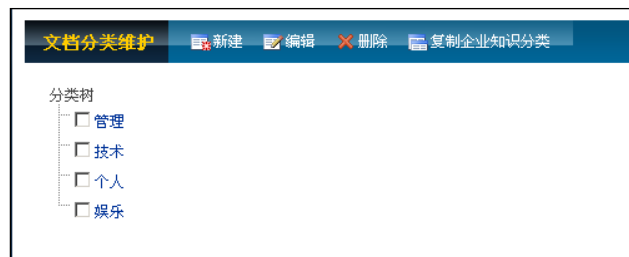 文档分类维护 新建 编辑 删除 复制企业知识分类
分类树
管理
技术
个人
娱乐